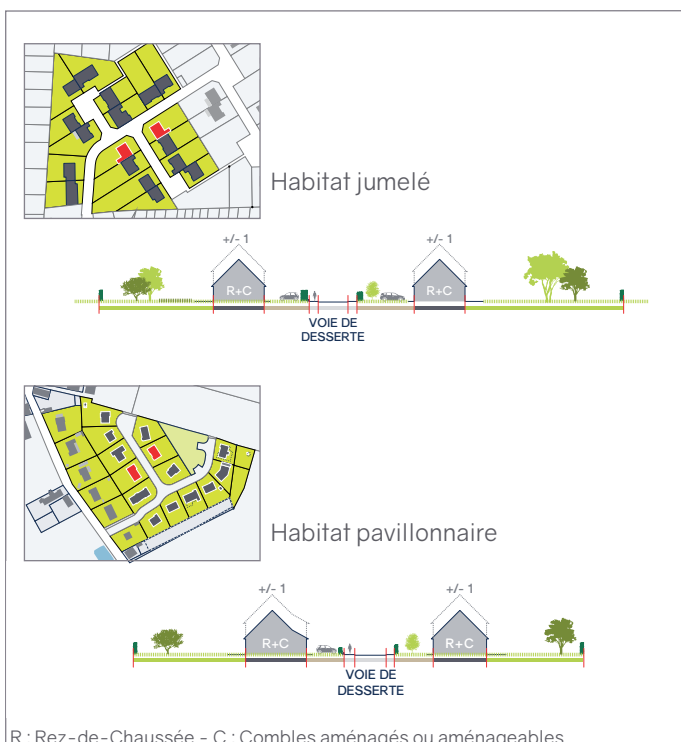 Habitat jumelé
+/- 1
+/- 1
R+C
R+C
VOIE DE
DESSERTE
Habitat pavillonnaire
+/- 1
+/- 1
R+C
R+C
VOIE DE
DESSERTE
R : Rez-de-Chaussée - C : Combles aménagés ou aménageables